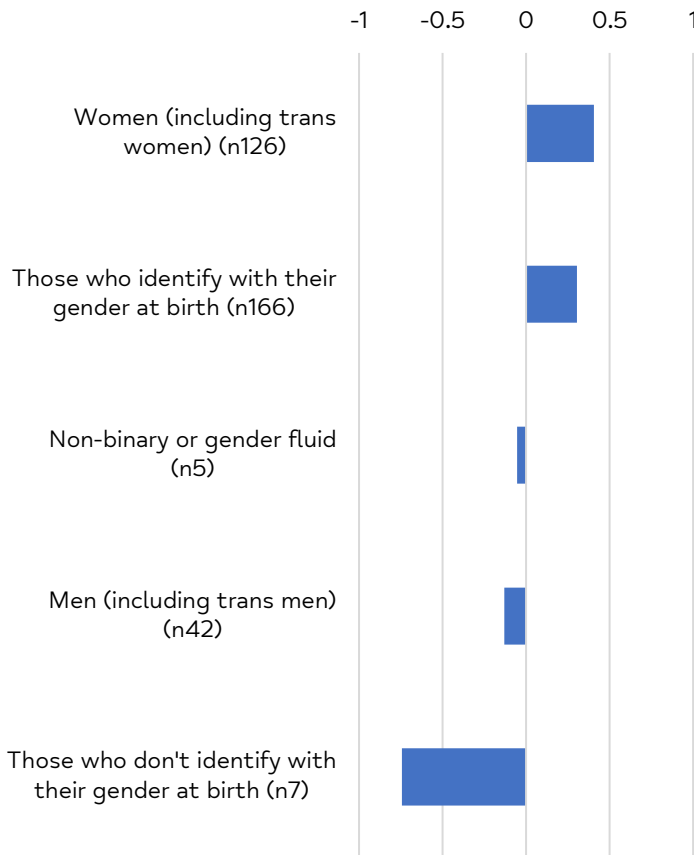 -1 -0.5 0 0.5 1
Women (including trans
women) (n126)
Those who identify with their
gender at birth (n166)
Non-binary or gender fluid
(n5)
Men (including trans men)
(n42)
Those who don't identify with
their gender at birth (n7)